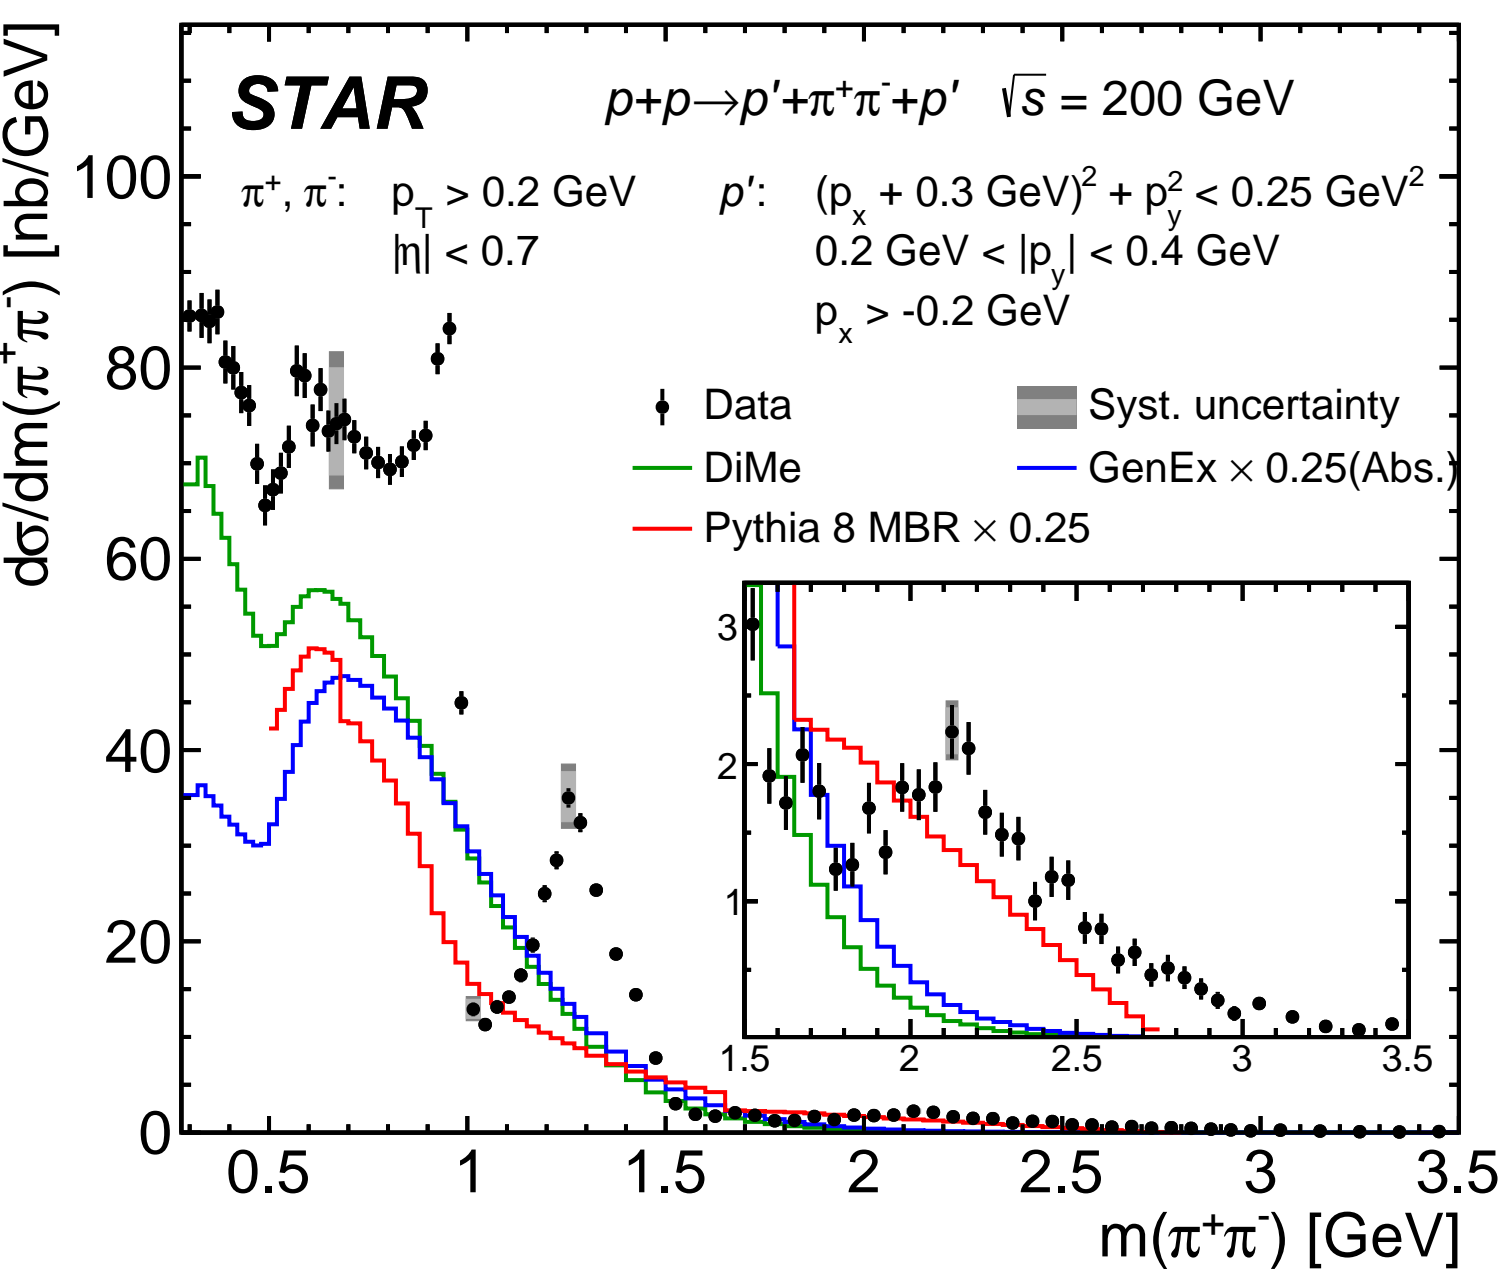 STAR
p+p→p′+π⁺π⁻+p′ √s = 200 GeV
π⁺, π⁻: p_T > 0.2 GeV
|η| < 0.7
p′: (p_x + 0.3 GeV)² + p_y² < 0.25 GeV²
0.2 GeV < |p_y| < 0.4 GeV
p_x > -0.2 GeV
Data
Syst. uncertainty
DiMe
GenEx × 0.25(Abs.)
Pythia 8 MBR × 0.25
dσ/dm(π⁺π⁻) [nb/GeV]
100
80
60
40
20
0
3
2
1
1.5 2 2.5 3 3.5
0.5 1 1.5 2 2.5 3 3.5
m(π⁺π⁻) [GeV]